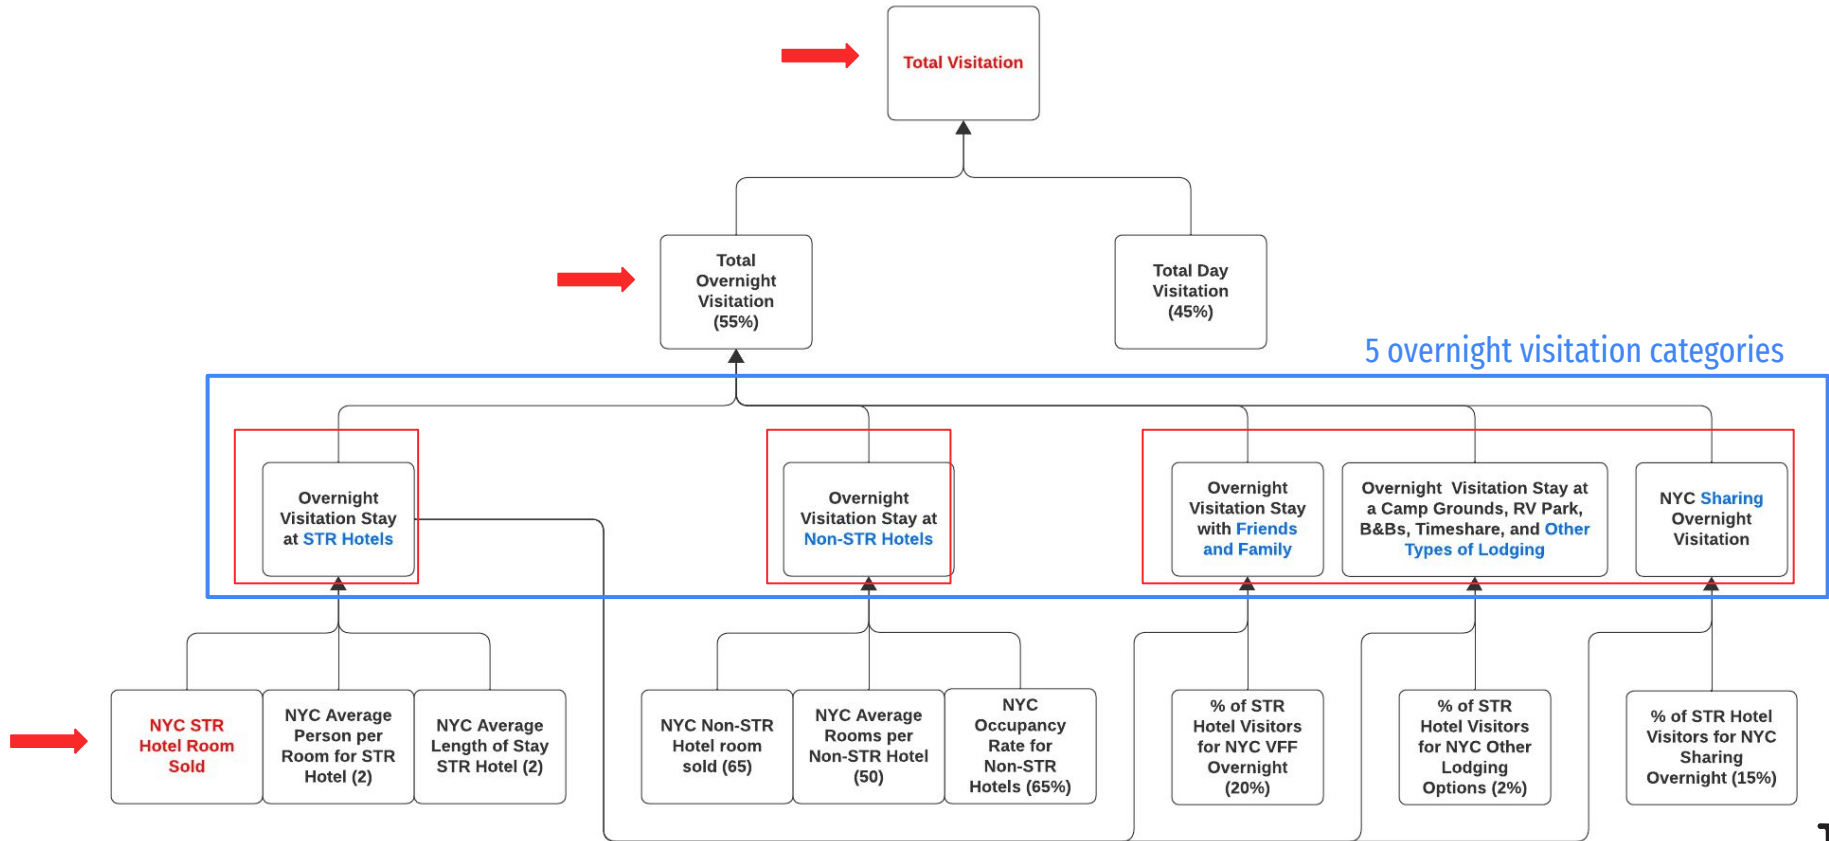 Total Visitation
Total
Overnight
Visitation
(55%)
Total Day
Visitation
(45%)
5 overnight visitation categories
Overnight
Visitation Stay
at STR Hotels
Overnight
Visitation Stay at
Non-STR Hotels
Overnight
Visitation Stay
with Friends
and Family
Overnight Visitation Stay at
a Camp Grounds, RV Park,
B&Bs, Timeshare, and Other
Types of Lodging
NYC Sharing
Overnight
Visitation
NYC STR
Hotel Room
Sold
NYC Average
Person per
Room for STR
Hotel (2)
NYC Average
Length of Stay
STR Hotel (2)
NYC Non-STR
Hotel room
sold (65)
NYC Average
Rooms per
Non-STR Hotel
(50)
NYC
Occupancy
Rate for
Non-STR
Hotels (65%)
% of STR
Hotel Visitors
for NYC VFF
Overnight
(20%)
% of STR
Hotel Visitors
for NYC Other
Lodging
Options (2%)
% of STR Hotel
Visitors for NYC
Sharing
Overnight (15%)